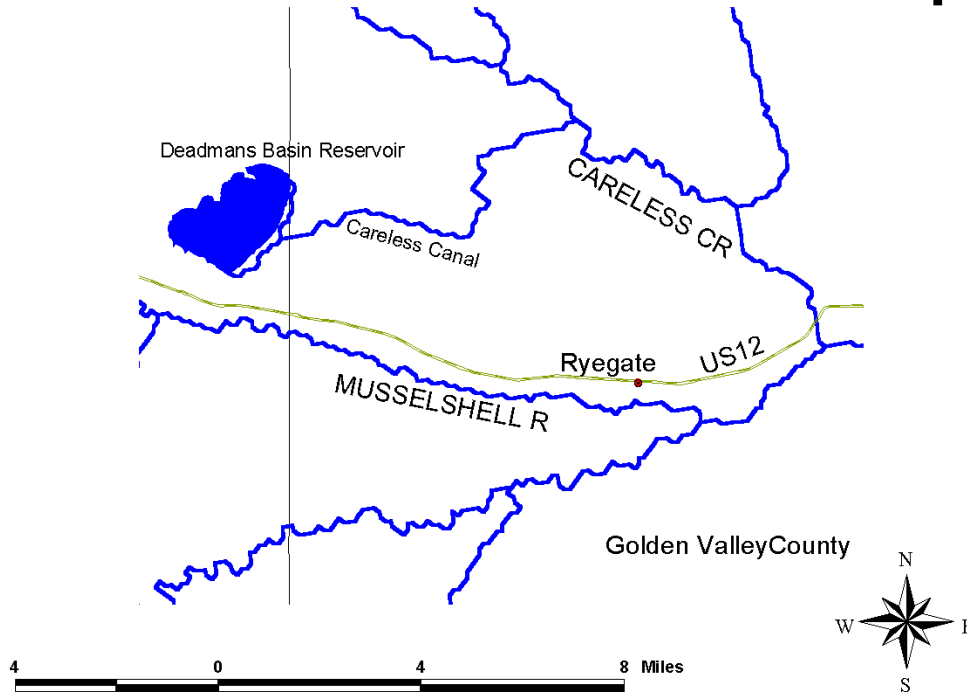 Deadmans Basin Reservoir
CARELESS CR
Careless Canal
Ryegate
US12
MUSSELSHELL R
Golden ValleyCounty
N
W
S
4 0 4 8 Miles